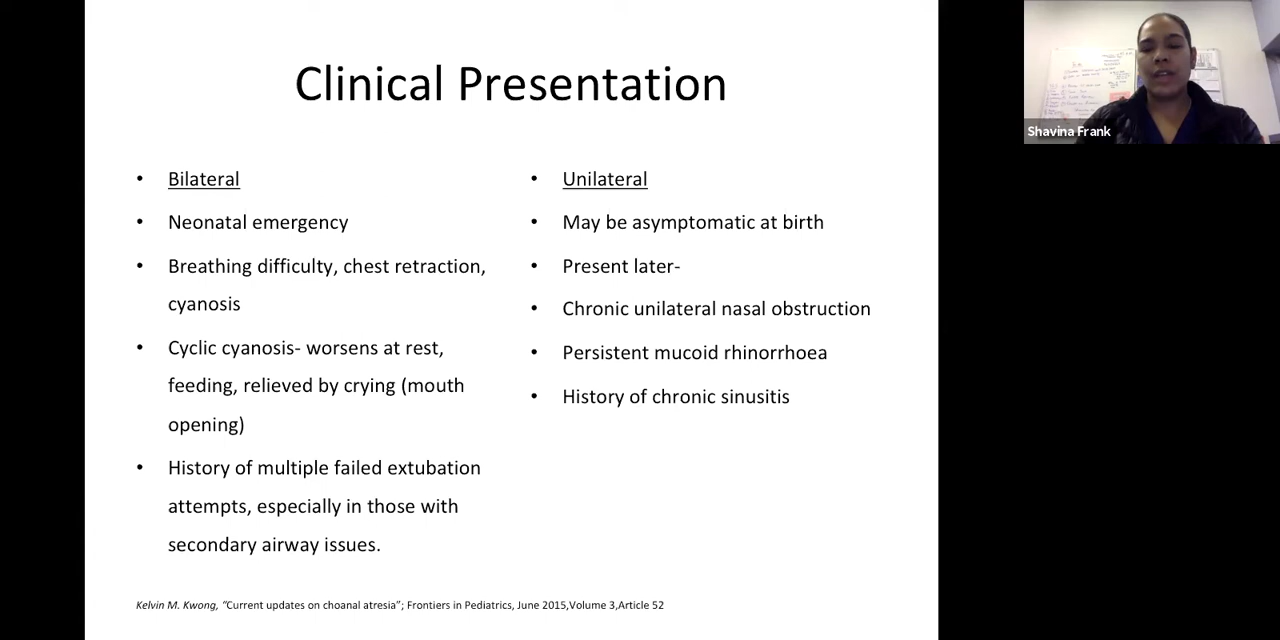 Clinical Presentation
• Bilateral
• Neonatal emergency
• Breathing difficulty, chest retraction,
cyanosis
• Cyclic cyanosis- worsens at rest,
feeding, relieved by crying (mouth
opening)
• History of multiple failed extubation
attempts, especially in those with
secondary airway issues.
• Unilateral
• May be asymptomatic at birth
• Present later-
• Chronic unilateral nasal obstruction
• Persistent mucoid rhinorrhoea
• History of chronic sinusitis
Kelvin M. Kwong, “Current updates on choanal atresia”; Frontiers in Pediatrics, June 2015,Volume 3,Article 52
Shavina Frank